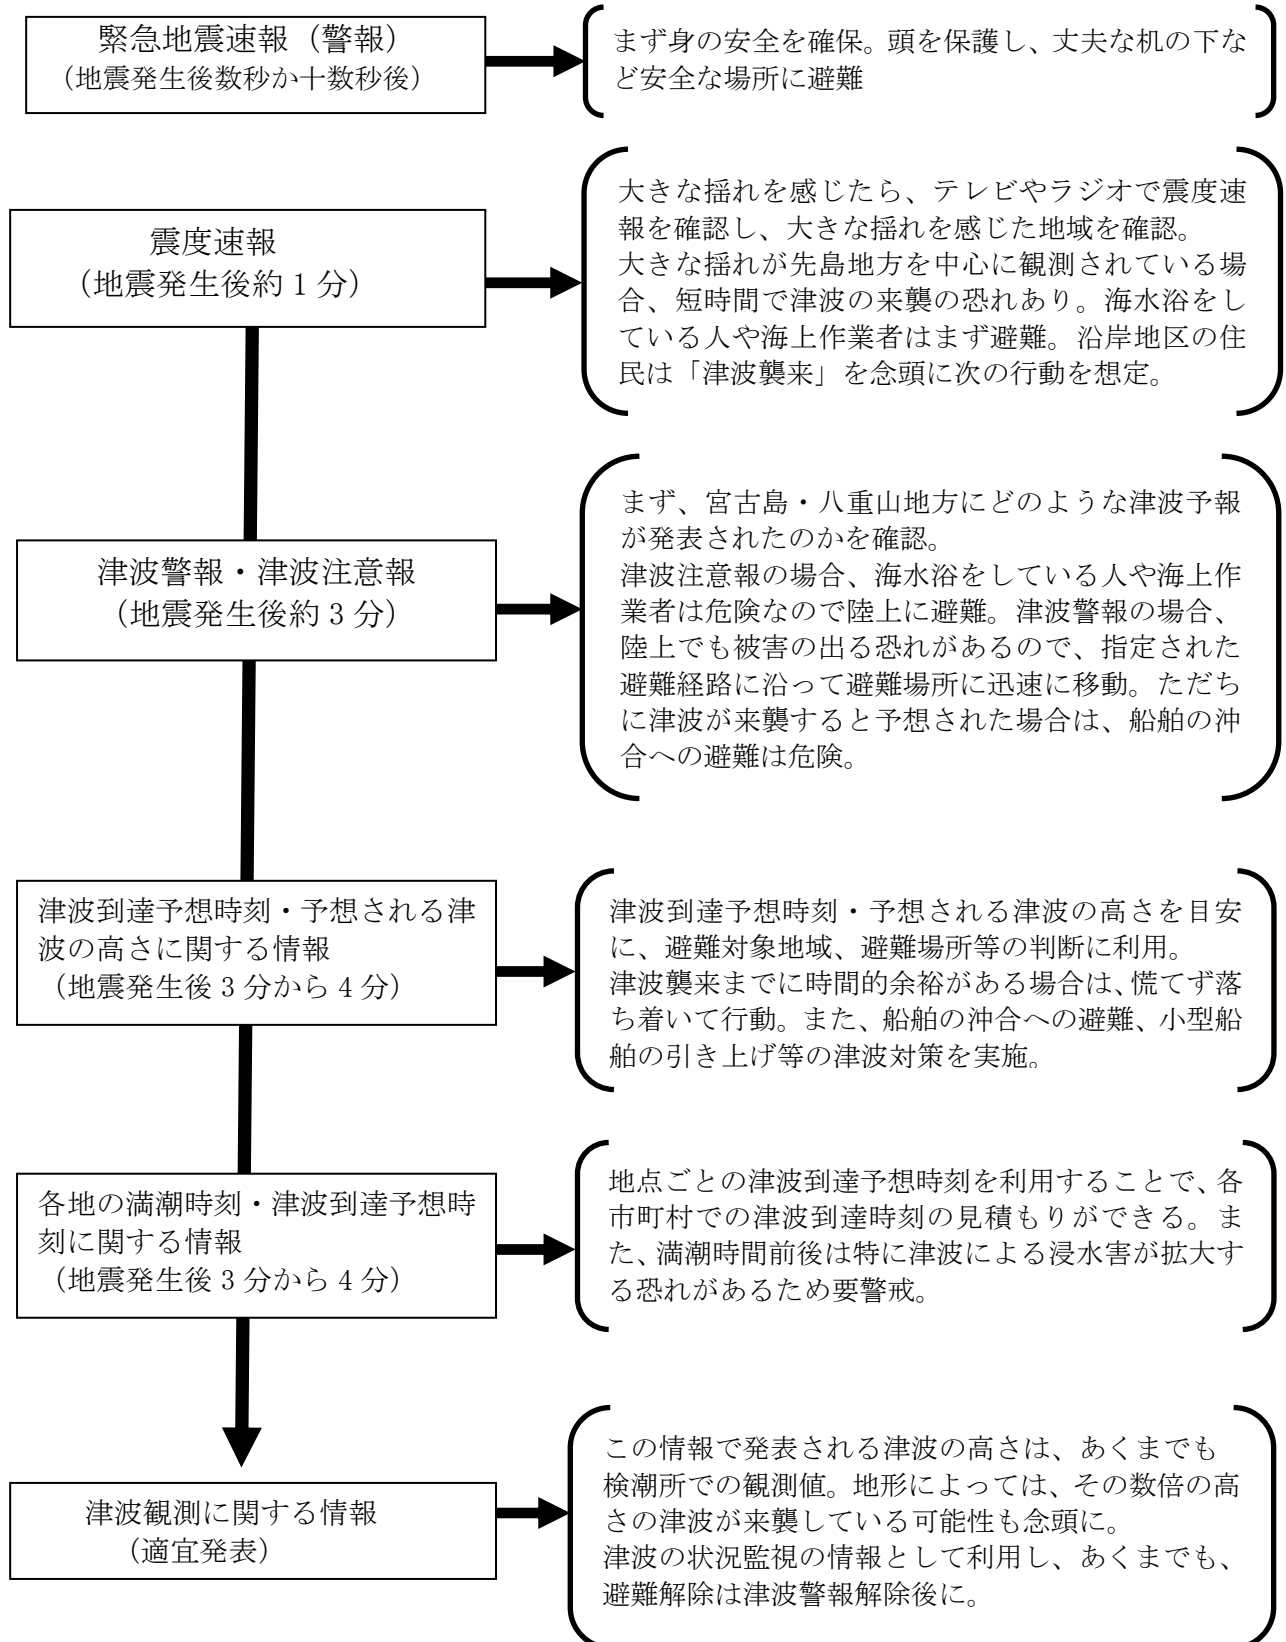 緊急地震速報（警報）
（地震発生後数秒か十数秒後）
まず身の安全を確保。頭を保護し、丈夫な机の下な
ど安全な場所に避難
震度速報
（地震発生後約１分）
大きな揺れを感じたら、テレビやラジオで震度速
報を確認し、大きな揺れを感じた地域を確認。
大きな揺れが先島地方を中心に観測されている場
合、短時間で津波の来襲の恐れあり。海水浴をし
ている人や海上作業者はまず避難。沿岸地区の住
民は「津波襲来」を念頭に次の行動を想定。
津波警報・津波注意報
（地震発生後約３分）
まず、宮古島・八重山地方にどのような津波予報
が発表されたのかを確認。
津波注意報の場合、海水浴をしている人や海上作
業者は危険なので陸上に避難。津波警報の場合、
陸上でも被害の出る恐れがあるので、指定された
避難経路に沿って避難場所に迅速に移動。ただち
に津波が来襲すると予想された場合は、船舶の沖
合への避難は危険。
津波到達予想時刻・予想される津
波の高さに関する情報
（地震発生後３分から４分）
津波到達予想時刻・予想される津波の高さを目安
に、避難対象地域、避難場所等の判断に利用。
津波襲来までに時間的余裕がある場合は、慌てず落
ち着いて行動。また、船舶の沖合への避難、小型船
舶の引き上げ等の津波対策を実施。
各地の満潮時刻・津波到達予想時
刻に関する情報
（地震発生後３分から４分）
地点ごとの津波到達予想時刻を利用することで、各
市町村での津波到達時刻の見積もりができる。ま
た、満潮時間前後は特に津波による浸水害が拡大す
る恐れがあるため要警戒。
津波観測に関する情報
（適宜発表）
この情報で発表される津波の高さは、あくまでも
検潮所での観測値。地形によっては、その数倍の高
さの津波が来襲している可能性も念頭に。
津波の状況監視の情報として利用し、あくまでも、
避難解除は津波警報解除後に。